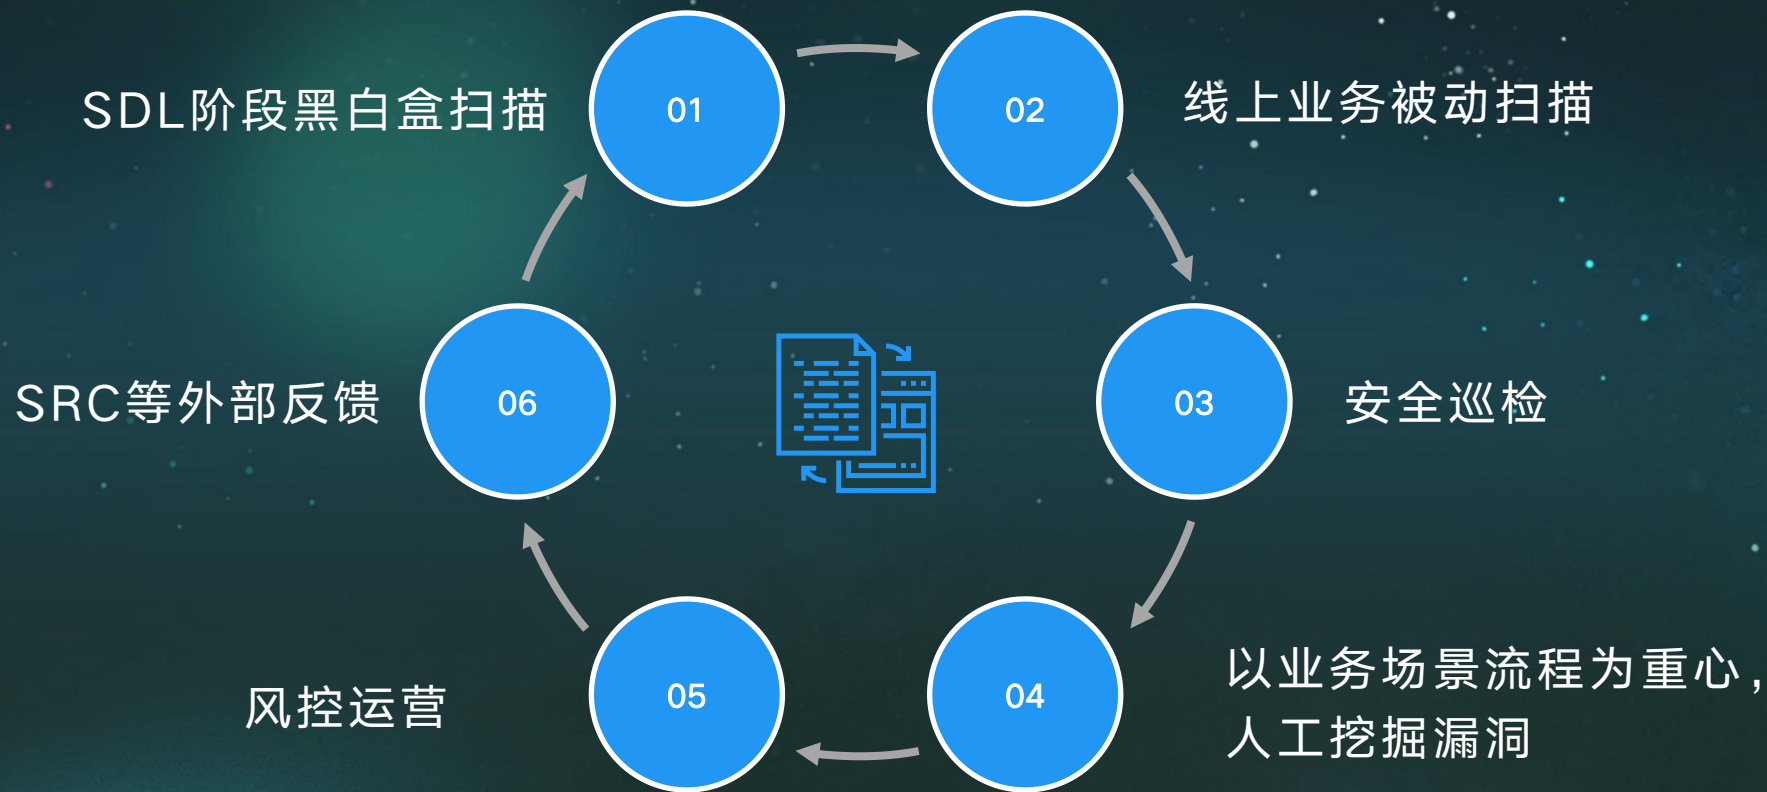 SDL阶段黑白盒扫描
01
02
线上业务被动扫描
03
安全巡检
04
以业务场景流程为重心,
人工挖掘漏洞
05
风控运营
06
SRC等外部反馈